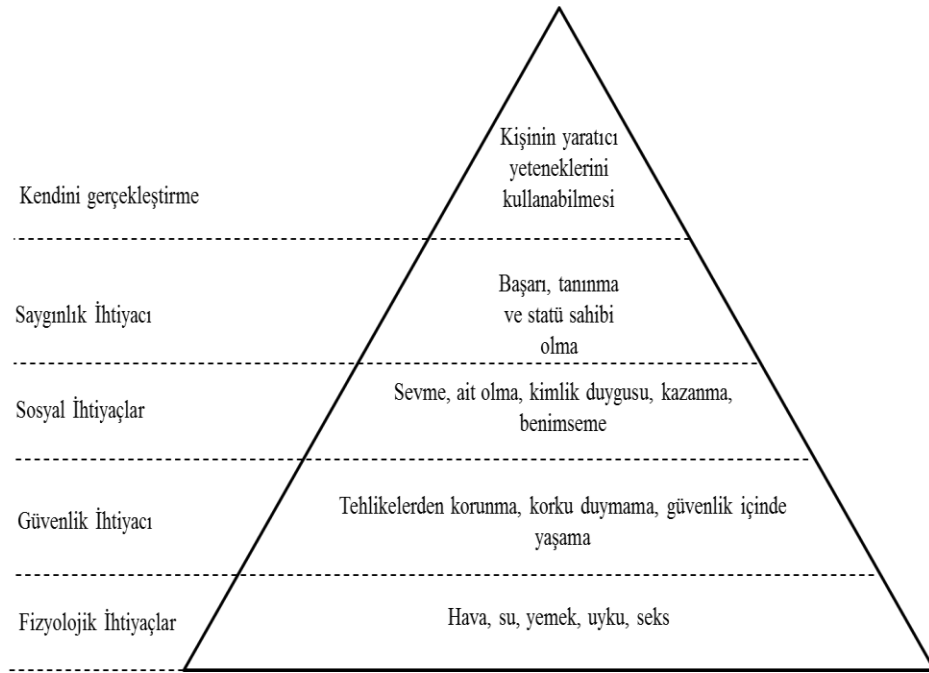 Kişinin yaratıcı
yeteneklerini
kullanabilmesi
Kendini gerçekleştirme
Başarı, tanınma
ve statü sahibi
olma
Saygınlık İhtiyacı
Sevme, ait olma, kimlik duygusu, kazanma,
benimseme
Sosyal İhtiyaçlar
Tehlikelerden korunma, korku duymama, güvenlik içinde
yaşama
Güvenlik İhtiyacı
Hava, su, yemek, uyku, seks
Fizyolojik İhtiyaçlar